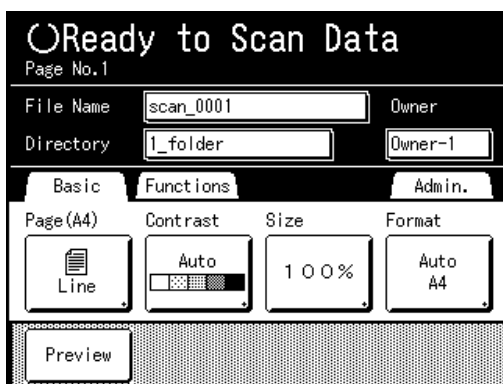 Ready to Scan Data
Page No.1
File Name scan_0001 Owner
Directory 1_folder Owner-1
Basic Functions Admin.
Page(A4) Contrast Size Format
Line Auto 100% Auto
A4
Preview